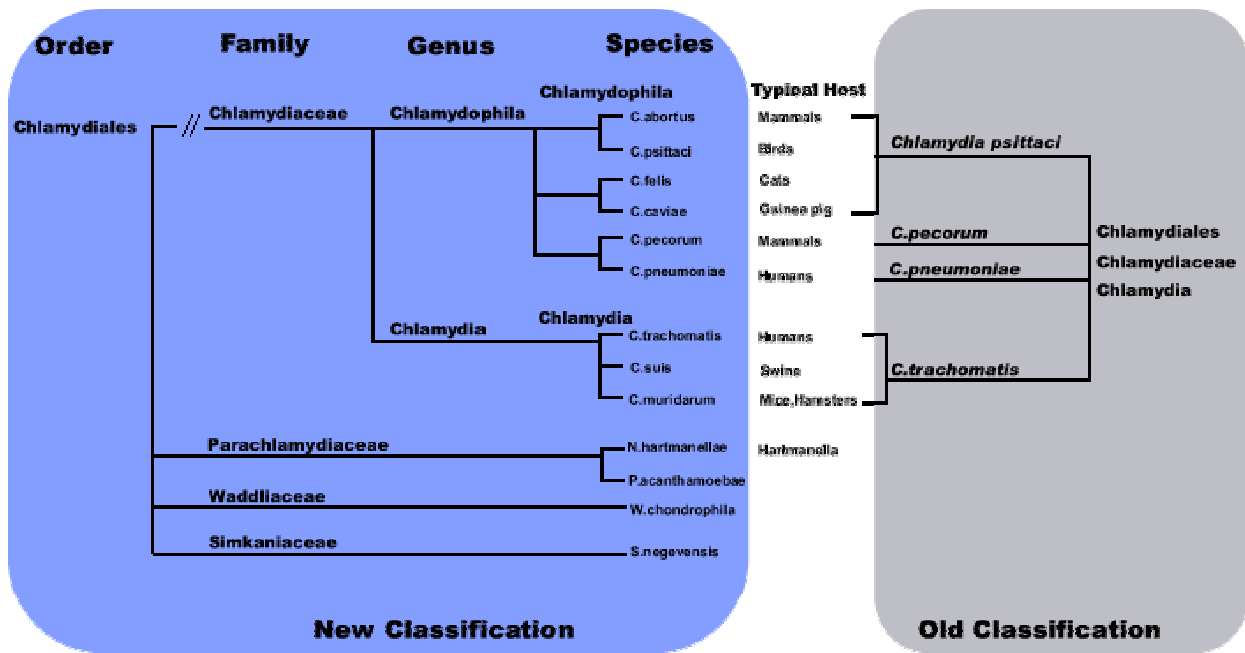 Order Family Genus Species
Chlamydophila Typical Host
Chlamydiales Chlamydiaceae Chlamydophila C.abortus Mammals
Chlamydia psittaci
C.psittaci Birds
C.felis Cats
C.caviae Guinea pig
C.pecorum Mammals C.pecorum Chlamydiales
Chlamydiaceae
C.pneumoniae Humans C.pneumoniae
Chlamydia
Chlamydia Chlamydia
C.trachomatis Humans
C.suis Swine C.trachomatis
C.muridarum Mice,Hamsters
Parachlamydiaceae N.hartmanellae Hartmanella
P.acanthamoebae
Waddliaceae W.chondrophila
Simkaniaceae S.negevensis
New Classification Old Classification